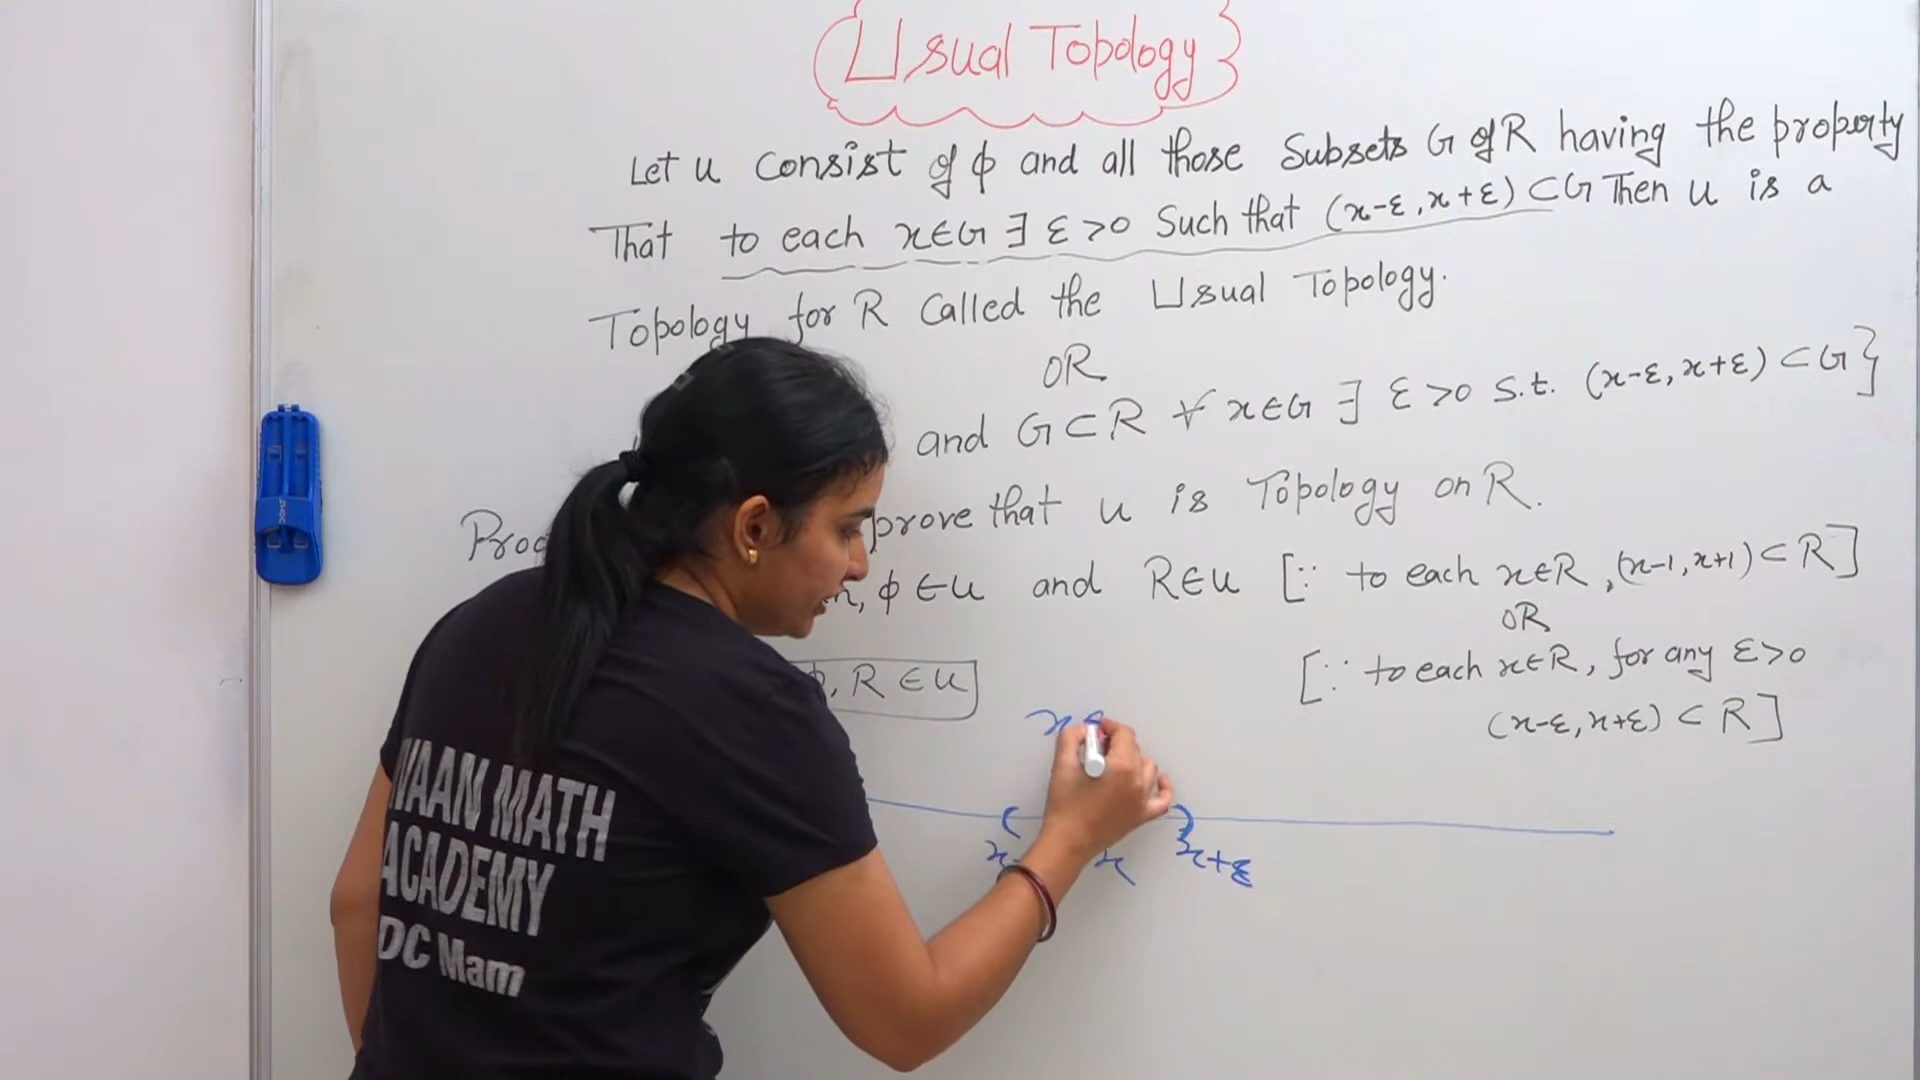 Usual Topology
Let U Consist of ϕ and all those Subsets G of R having the property
That to each x∈G ∃ ε>0 Such that (x-ε, x+ε) ⊂G Then U is a
Topology for R Called the Usual Topology.
OR
and G⊂R ∀ x∈G ∃ ε>0 s.t. (x-ε, x+ε) ⊂G}
prove that U is Topology on R.
ϕ∈U and R∈U [∵ to each x∈R, (x-1, x+1)⊂R]
OR
[∵ to each x∈R, for any ε>0
ϕ, R ∈U
(x-ε, x+ε) ⊂ R]
x
x x+ε
MATH
ACADEMY
DC Mam